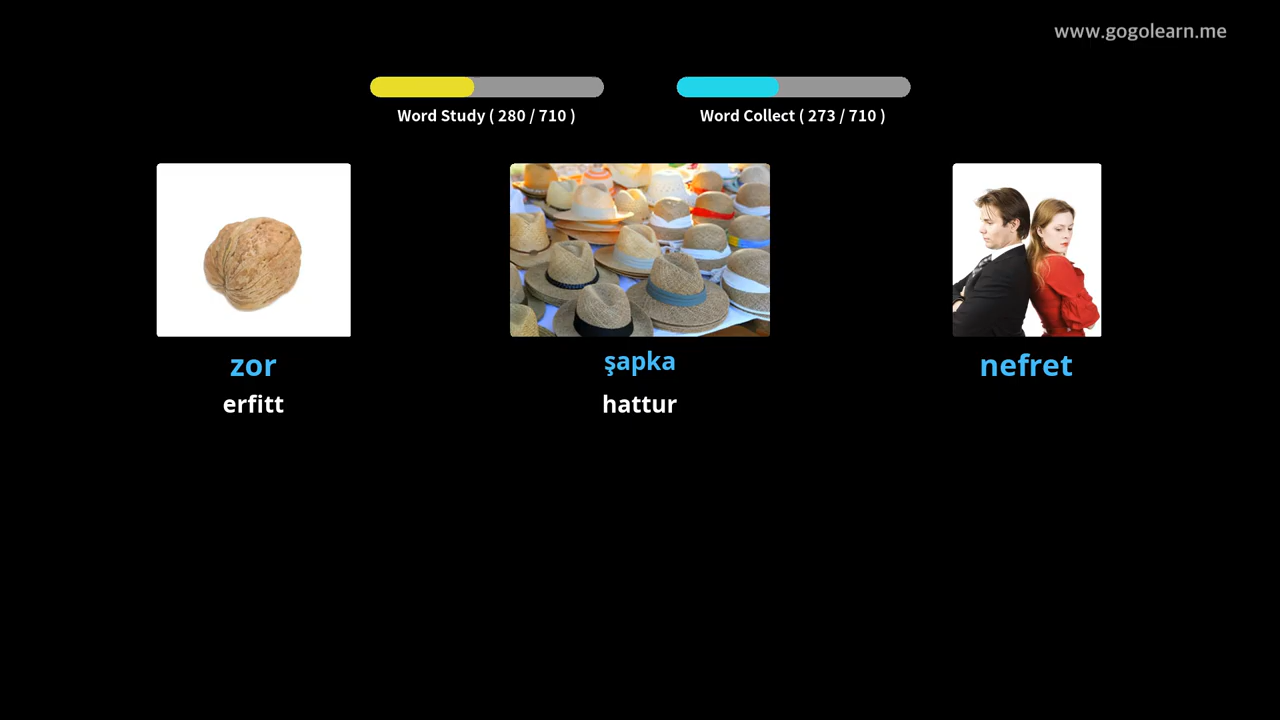 www.gogolearn.me
Word Study ( 280 / 710 )
Word Collect ( 273 / 710 )
zor
şapka
nefret
erfitt
hattur